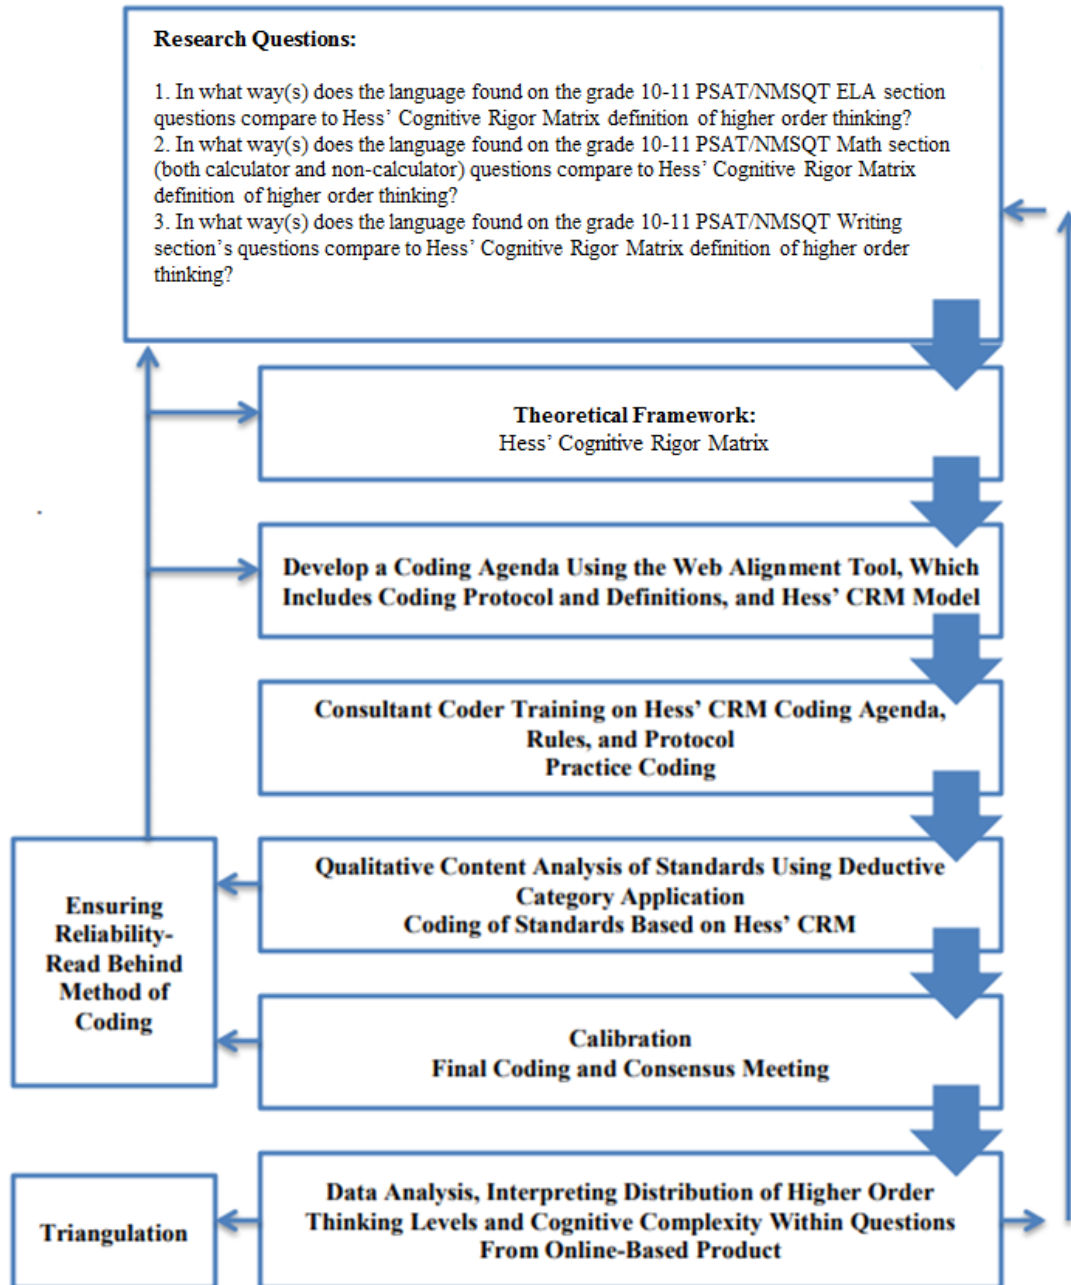 Research Questions:
1. In what way(s) does the language found on the grade 10-11 PSAT/NMSQT ELA section
questions compare to Hess’ Cognitive Rigor Matrix definition of higher order thinking?
2. In what way(s) does the language found on the grade 10-11 PSAT/NMSQT Math section
(both calculator and non-calculator) questions compare to Hess’ Cognitive Rigor Matrix
definition of higher order thinking?
3. In what way(s) does the language found on the grade 10-11 PSAT/NMSQT Writing
section’s questions compare to Hess’ Cognitive Rigor Matrix definition of higher order
thinking?
Theoretical Framework:
Hess’ Cognitive Rigor Matrix
Develop a Coding Agenda Using the Web Alignment Tool, Which
Includes Coding Protocol and Definitions, and Hess’ CRM Model
Consultant Coder Training on Hess’ CRM Coding Agenda,
Rules, and Protocol
Practice Coding
Qualitative Content Analysis of Standards Using Deductive
Category Application
Coding of Standards Based on Hess’ CRM
Ensuring
Reliability-
Read Behind
Method of
Coding
Calibration
Final Coding and Consensus Meeting
Data Analysis, Interpreting Distribution of Higher Order
Thinking Levels and Cognitive Complexity Within Questions
From Online-Based Product
Triangulation